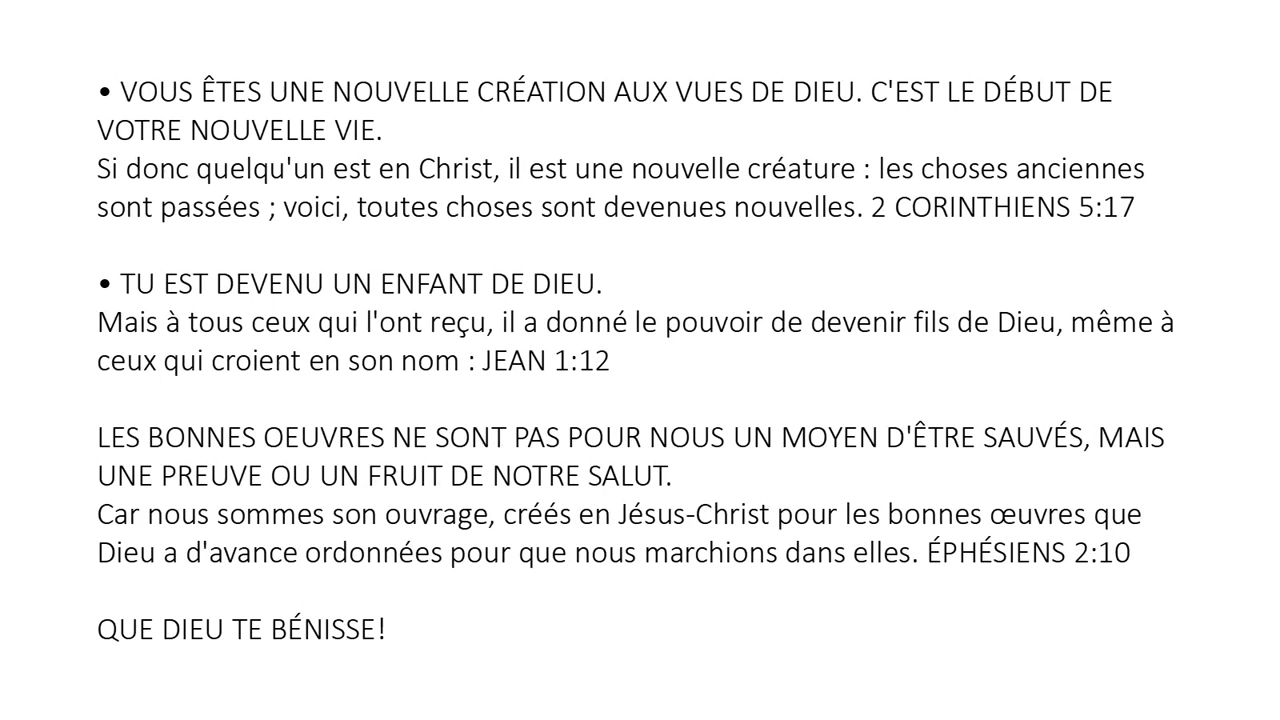 • VOUS ÊTES UNE NOUVELLE CRÉATION AUX VUES DE DIEU. C'EST LE DÉBUT DE
VOTRE NOUVELLE VIE.
Si donc quelqu'un est en Christ, il est une nouvelle créature : les choses anciennes
sont passées ; voici, toutes choses sont devenues nouvelles. 2 CORINTHIENS 5:17
• TU EST DEVENU UN ENFANT DE DIEU.
Mais à tous ceux qui l'ont reçu, il a donné le pouvoir de devenir fils de Dieu, même à
ceux qui croient en son nom : JEAN 1:12
LES BONNES OEUVRES NE SONT PAS POUR NOUS UN MOYEN D'ÊTRE SAUVÉS, MAIS
UNE PREUVE OU UN FRUIT DE NOTRE SALUT.
Car nous sommes son ouvrage, créés en Jésus-Christ pour les bonnes œuvres que
Dieu a d'avance ordonnées pour que nous marchions dans elles. ÉPHÉSIENS 2:10
QUE DIEU TE BÉNISSE!